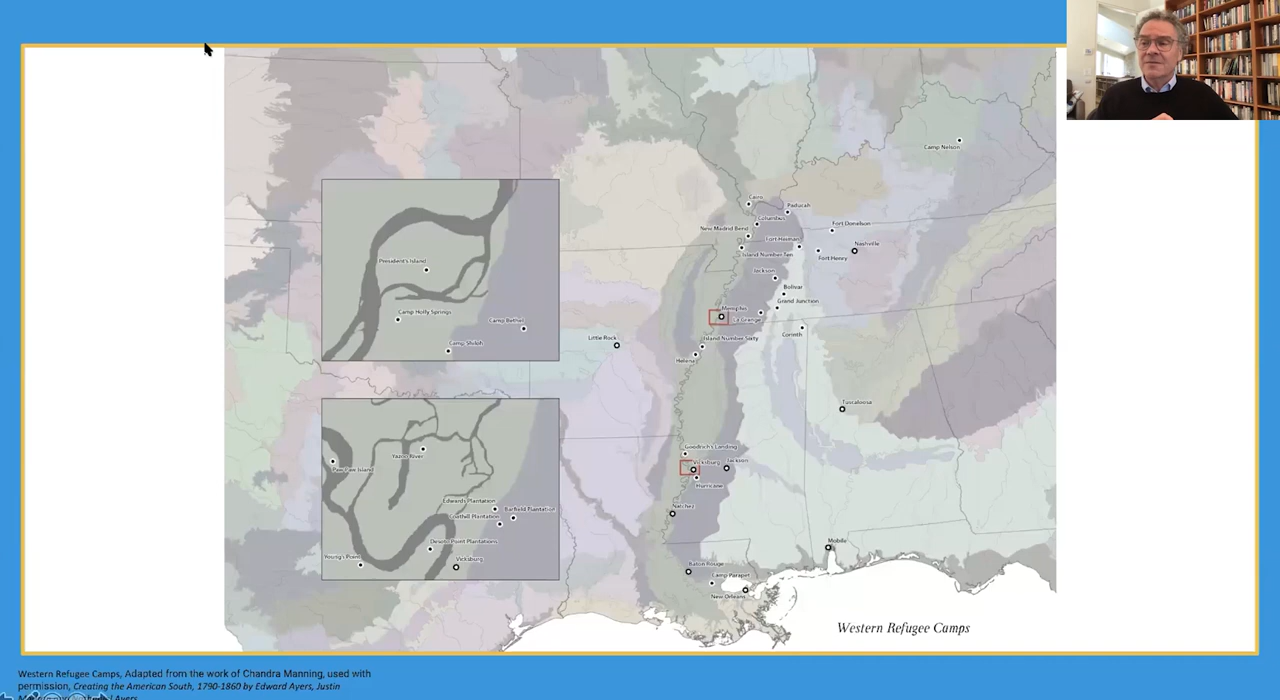 Camp Nelson
Cairo
Paducah
Columbus
New Madrid Bend
Fort Donelson
Fort Heiman
Nashville
Island Number Ten
Fort Henry
Jackson
Bolivar
Grand Junction
Memphis
La Grange
Corinth
Island Number Sixty
Little Rock
Helena
Tuscaloosa
Goodrich's Landing
Vicksburg
Jackson
Hurricane
Natchez
Mobile
Baton Rouge
Camp Parapet
New Orleans
President's Island
Camp Holly Springs
Camp Bethel
Camp Shiloh
Yazoo River
Paw Paw Island
Edwards Plantation
Barfield Plantation
Foothill Plantation
Desoto Point Plantations
Young's Point
Vicksburg
Western Refugee Camps
Western Refugee Camps, Adapted from the work of Chandra Manning, used with
permission, Creating the American South, 1790-1860 by Edward Ayers, Justin
Ayers